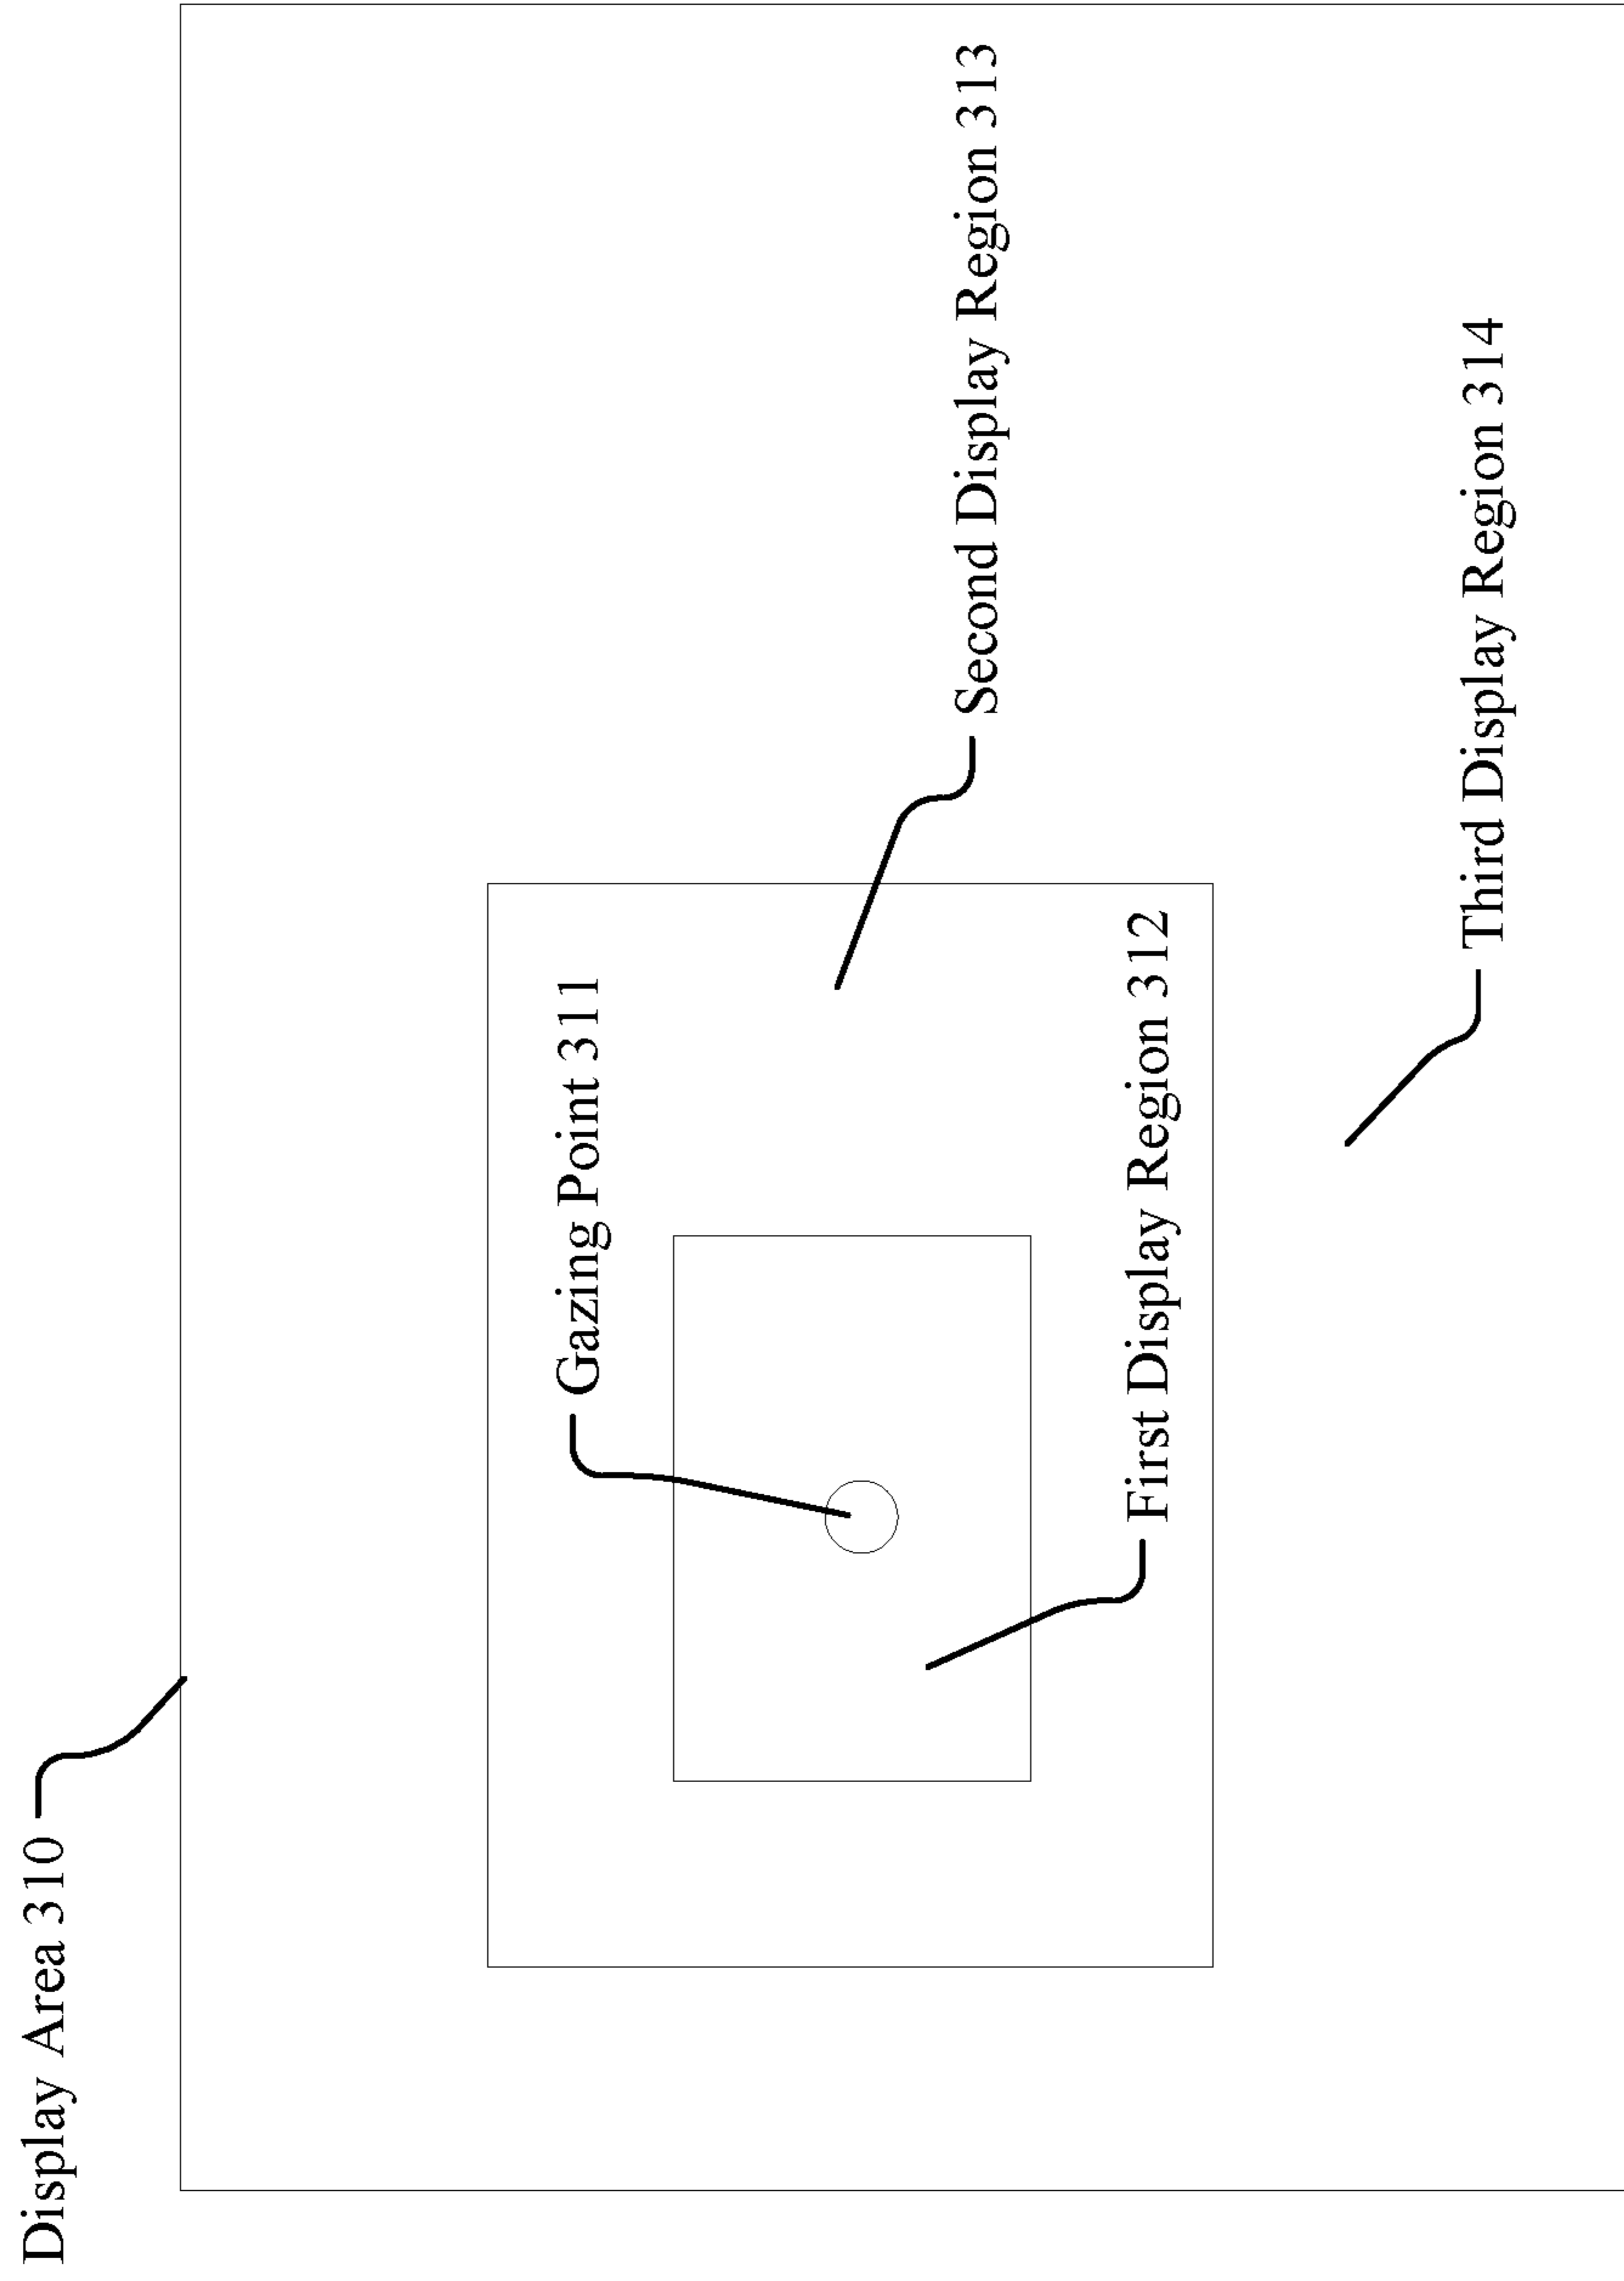 Display Area 310
Gazing Point 311
Second Display Region 313
First Display Region 312
Third Display Region 314